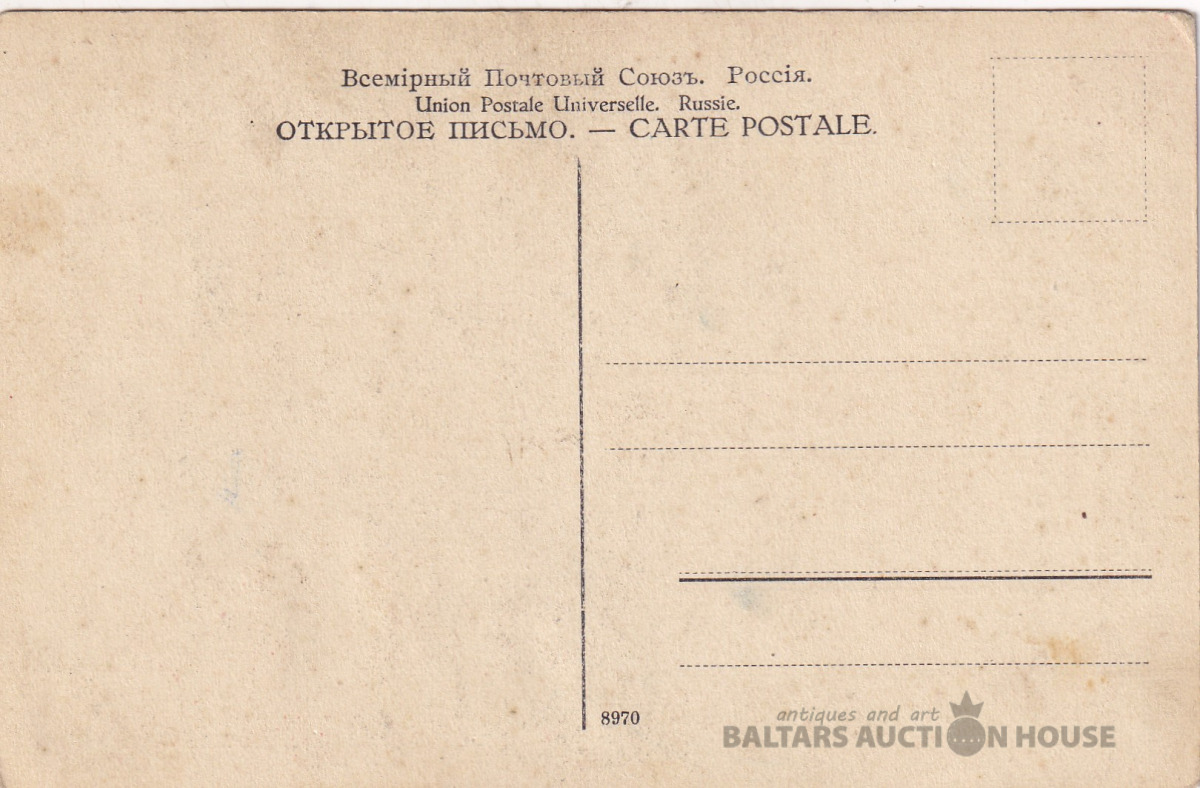 Всемірный Почтовый Союзъ. Россія.
Union Postale Universelle. Russie.
ОТКРЫТОЕ ПИСЬМО. — CARTE POSTALE.
8970
antiques and art
BALTARS AUCTION HOUSE